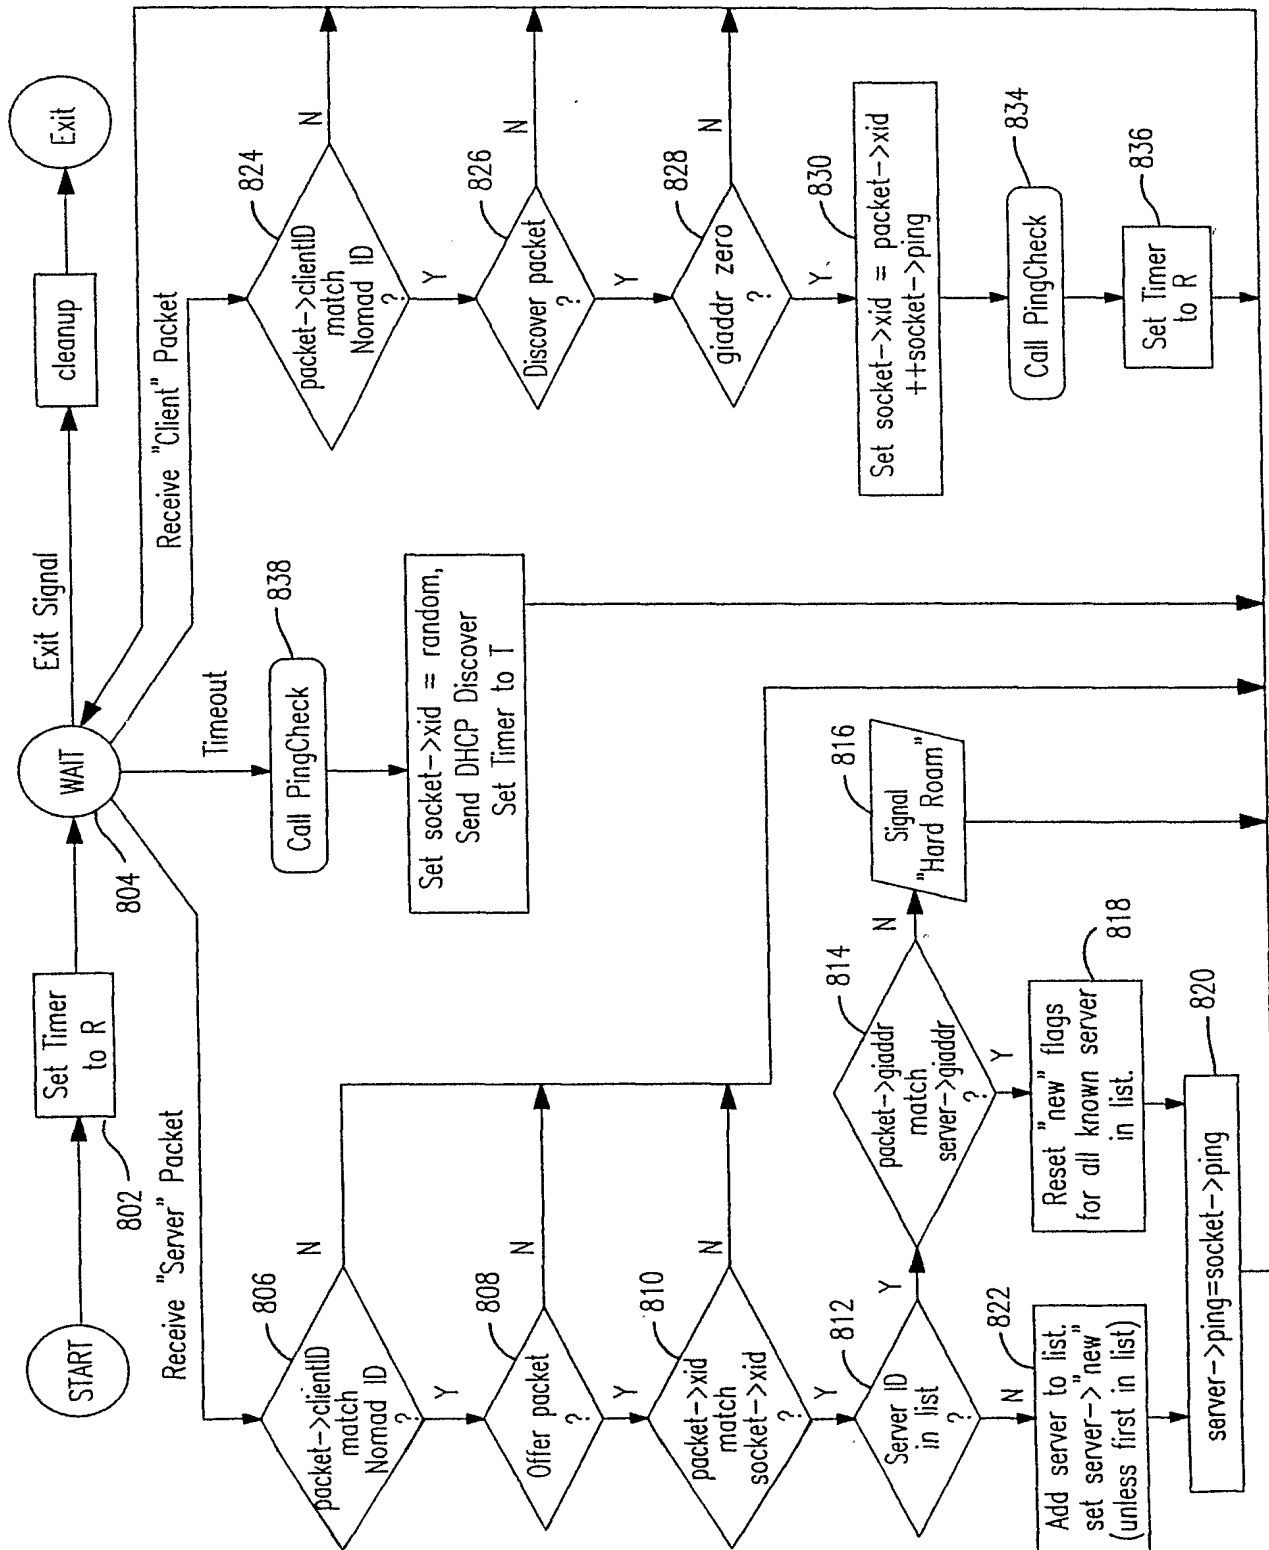 START
Set Timer
to R
802
WAIT
804
Exit Signal
cleanup
Exit
Receive "Server" Packet
Timeout
Receive "Client" Packet
packet->clientID
match
Nomad ID
?
806
N
Y
Offer packet
?
808
N
Y
packet->xid
match
socket->xid
?
810
N
Y
Server ID
in list
?
812
Y
N
packet->giaddr
match
server->giaddr
?
814
N
Y
Signal
"Hard Roam"
816
Reset "new" flags
for all known server
in list.
818
Add server to list.
set server->"new"
(unless first in list)
822
server->ping=socket->ping
820
Call PingCheck
838
Set socket->xid = random,
Send DHCP Discover
Set Timer to T
packet->clientID
match
Nomad ID
?
824
N
Y
Discover packet
?
826
N
Y
giaddr zero
?
828
N
Y
Set socket->xid = packet->xid
++socket->ping
830
Call PingCheck
834
Set Timer
to R
836